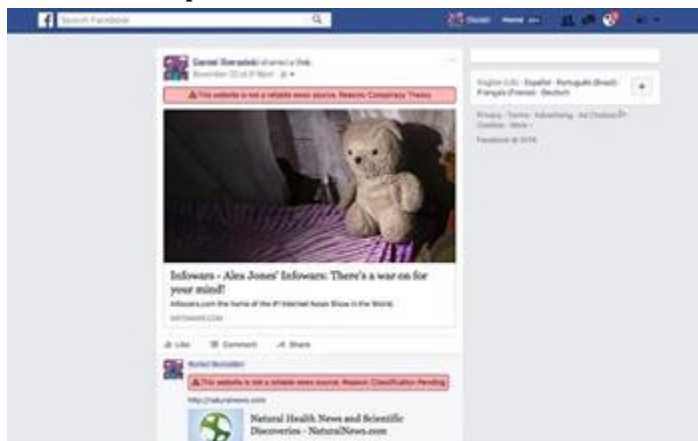 Search Facebook
Home
Daniel shared a link.
November
This website is not a reliable news source. Reason: Conspiracy Theory
Infowars - Alex Jones' Infowars: There's a war on for
your mind!
Infowars.com the home of the #1 Internet News Show in the World.
INFOWARS.COM
Like Comment Share
This website is not a reliable news source. Reason: Classification Pending
http://naturalnews.com
Natural Health News and Scientific
Discoveries - NaturalNews.com
English (US) · Español · Português (Brasil) ·
Français (France) · Deutsch
Privacy · Terms · Advertising · Ad Choices
Cookies · More
Facebook © 2016